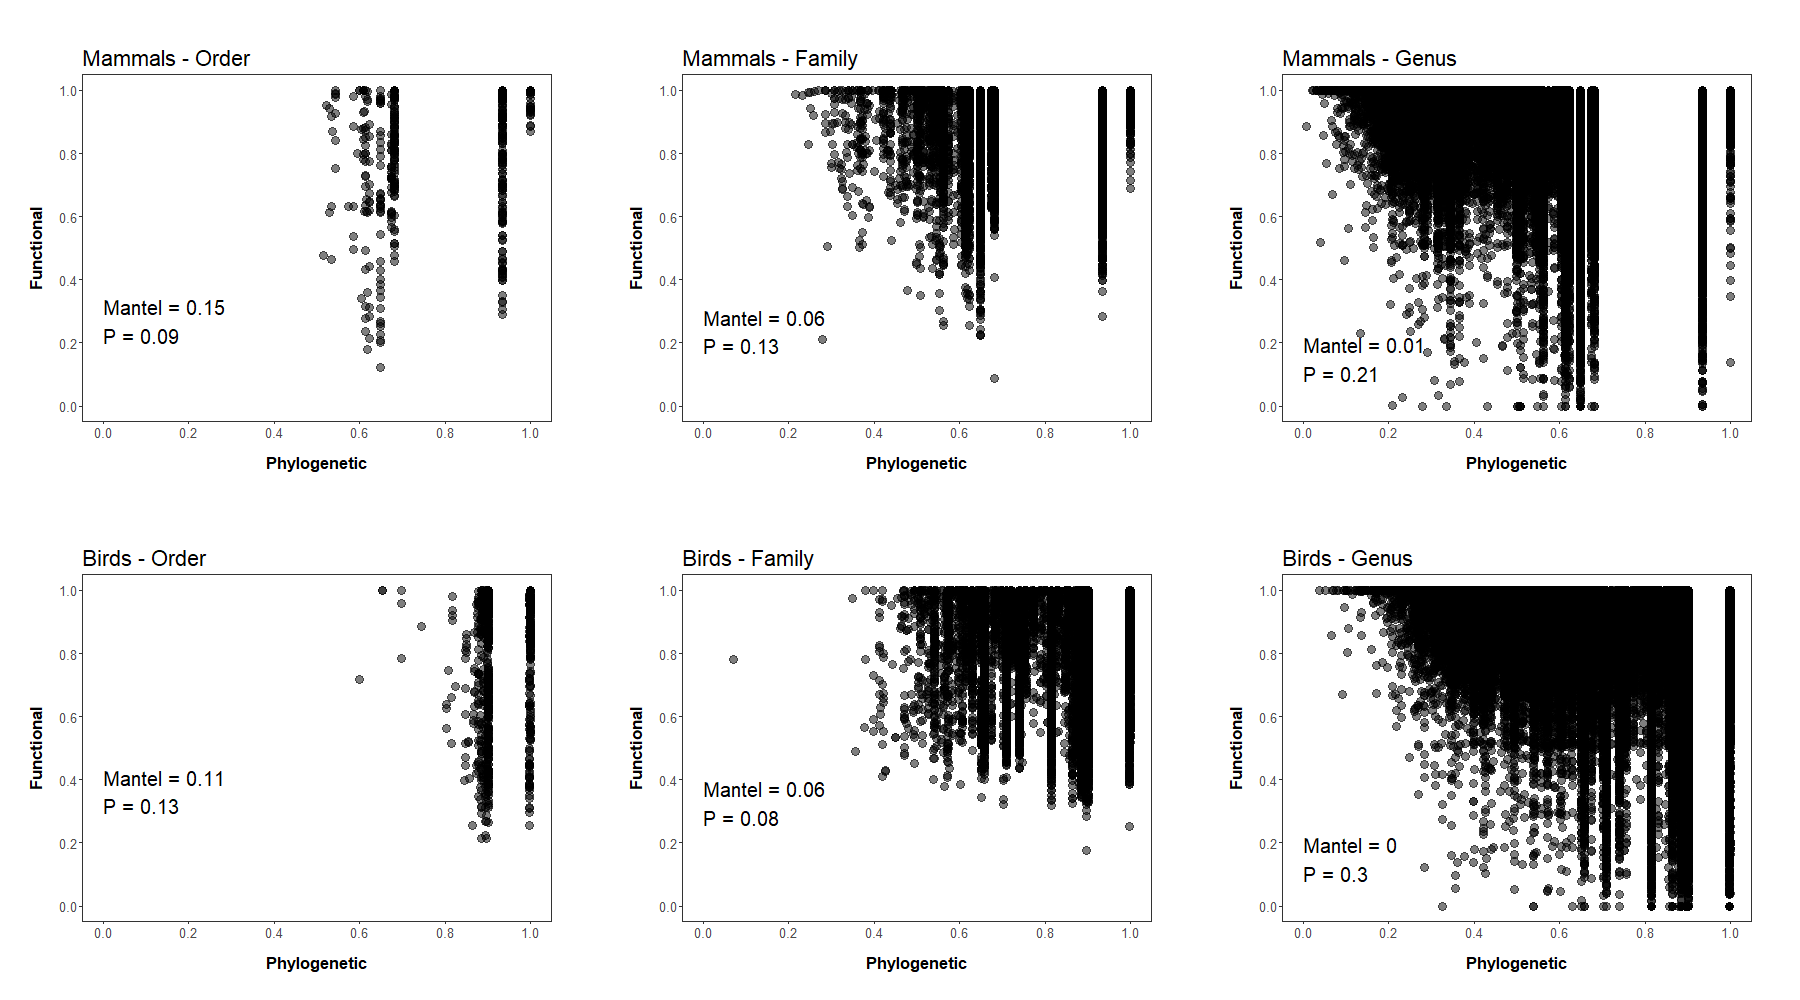 Mammals - Order
1.0
0.8
0.6
0.4
0.2
0.0
Functional
Mantel = 0.15
P = 0.09
0.0 0.2 0.4 0.6 0.8 1.0
Phylogenetic
Mammals - Family
1.0
0.8
0.6
0.4
0.2
0.0
Functional
Mantel = 0.06
P = 0.13
0.0 0.2 0.4 0.6 0.8 1.0
Phylogenetic
Mammals - Genus
1.0
0.8
0.6
0.4
0.2
0.0
Functional
Mantel = 0.01
P = 0.21
0.0 0.2 0.4 0.6 0.8 1.0
Phylogenetic
Birds - Order
1.0
0.8
0.6
0.4
0.2
0.0
Functional
Mantel = 0.11
P = 0.13
0.0 0.2 0.4 0.6 0.8 1.0
Phylogenetic
Birds - Family
1.0
0.8
0.6
0.4
0.2
0.0
Functional
Mantel = 0.06
P = 0.08
0.0 0.2 0.4 0.6 0.8 1.0
Phylogenetic
Birds - Genus
1.0
0.8
0.6
0.4
0.2
0.0
Functional
Mantel = 0
P = 0.3
0.0 0.2 0.4 0.6 0.8 1.0
Phylogenetic